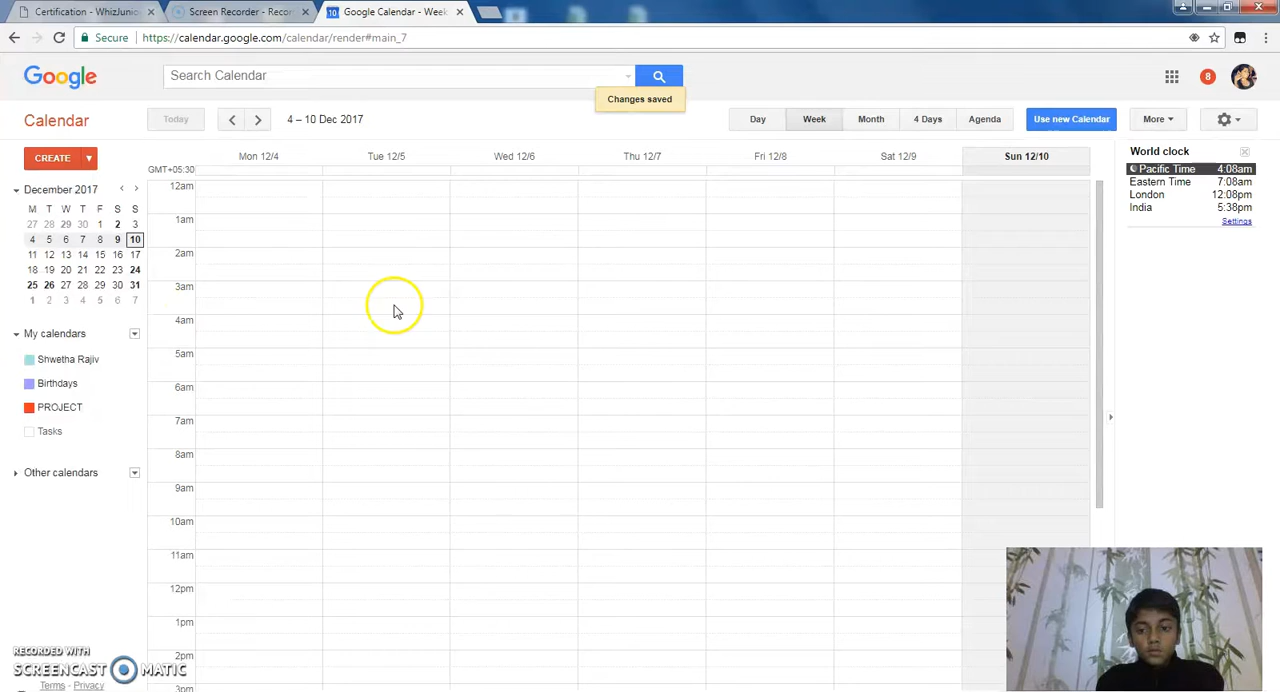 Certification - WhizJunio
Screen Recorder - Recor
Google Calendar - Week
Secure
https://calendar.google.com/calendar/render#main_7
Google
Search Calendar
8
Changes saved
Calendar
Today
4 – 10 Dec 2017
Day
Week
Month
4 Days
Agenda
Use new Calendar
More
CREATE
Mon 12/4
Tue 12/5
Wed 12/6
Thu 12/7
Fri 12/8
Sat 12/9
Sun 12/10
GMT+05:30
December 2017
M T W T F S S
27 28 29 30 1 2 3
4 5 6 7 8 9 10
11 12 13 14 15 16 17
18 19 20 21 22 23 24
25 26 27 28 29 30 31
1 2 3 4 5 6 7
My calendars
Shwetha Rajiv
Birthdays
PROJECT
Tasks
Other calendars
12am
1am
2am
3am
4am
5am
6am
7am
8am
9am
10am
11am
12pm
1pm
2pm
3pm
World clock
Pacific Time 4:08am
Eastern Time 7:08am
London 12:08pm
India 5:38pm
Settings
RECORDED WITH
SCREENCAST MATIC
Terms - Privacy